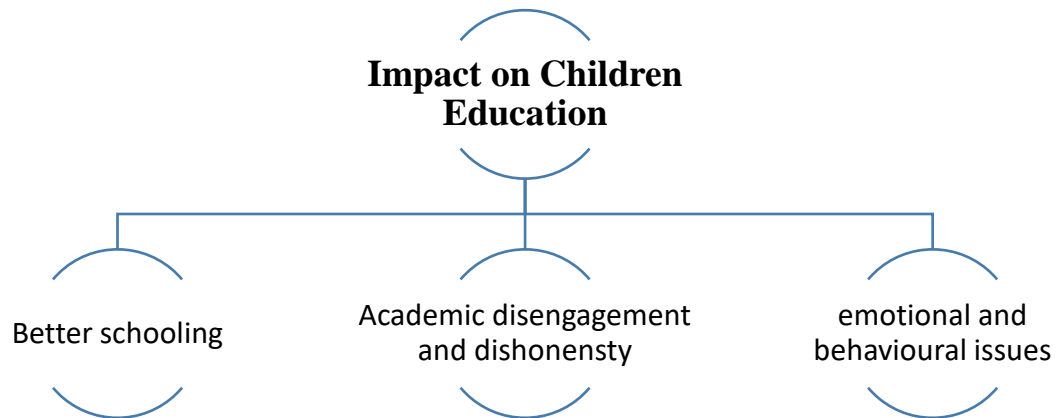 Impact on Children
Education
Better schooling
Academic disengagement
and dishonensty
emotional and
behavioural issues